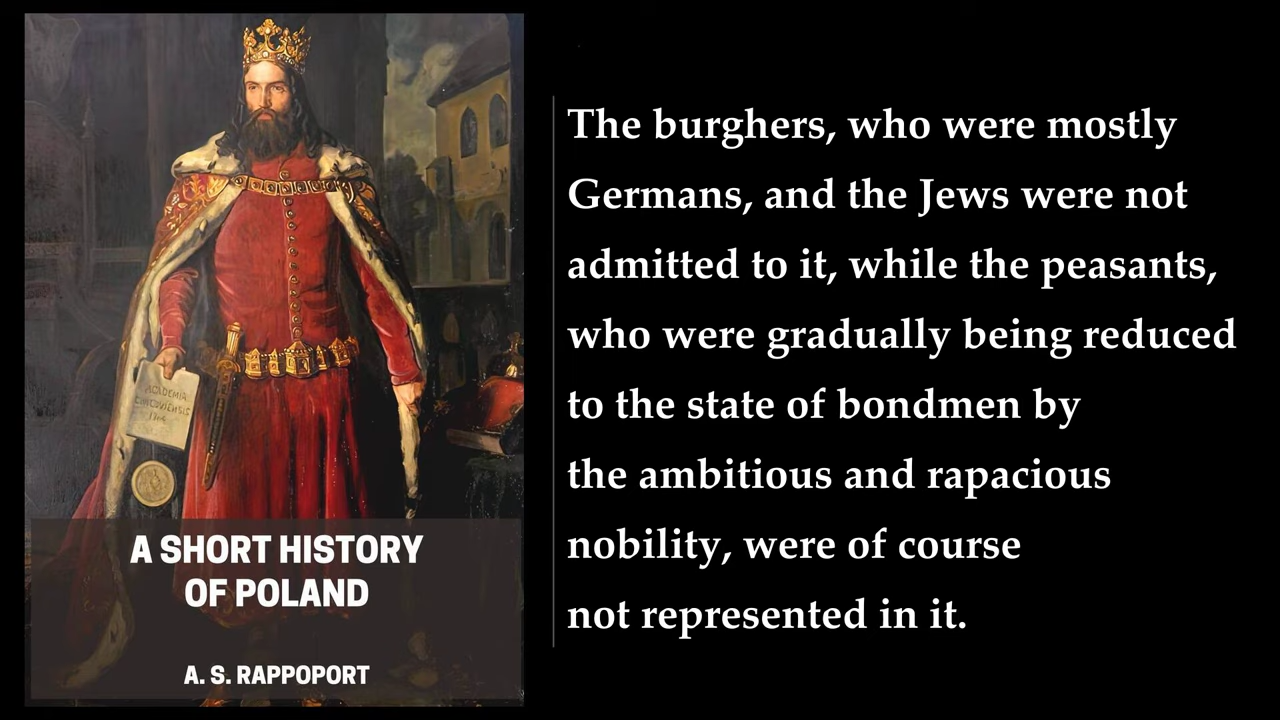 ACADEMIA
CRACOVIENSIS
A SHORT HISTORY
OF POLAND
A. S. RAPPOPORT
The burghers, who were mostly
Germans, and the Jews were not
admitted to it, while the peasants,
who were gradually being reduced
to the state of bondmen by
the ambitious and rapacious
nobility, were of course
not represented in it.